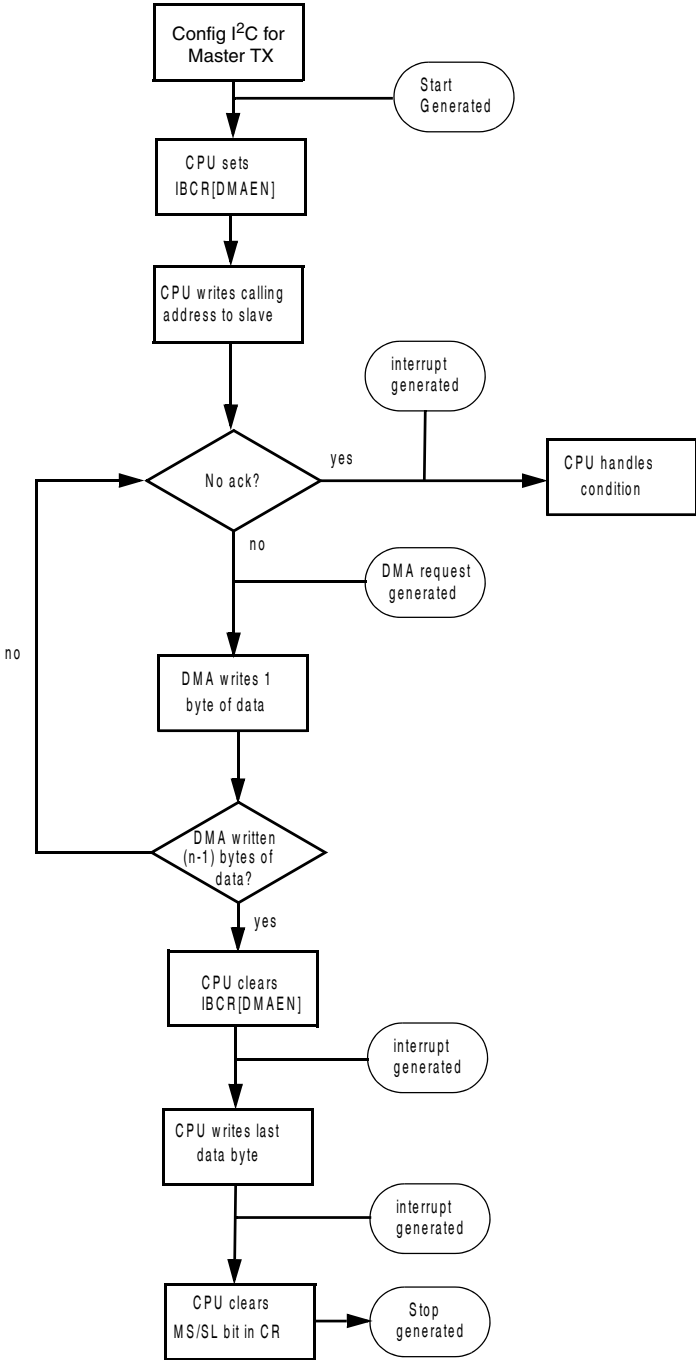 Config I²C for
Master TX
Start
Generated
CPU sets
IBCR[DMAEN]
CPU writes calling
address to slave
interrupt
generated
No ack?
yes
CPU handles
condition
no
DMA request
generated
no
DMA writes 1
byte of data
DMA written
(n-1) bytes of
data?
yes
CPU clears
IBCR[DMAEN]
interrupt
generated
CPU writes last
data byte
interrupt
generated
CPU clears
MS/SL bit in CR
Stop
generated